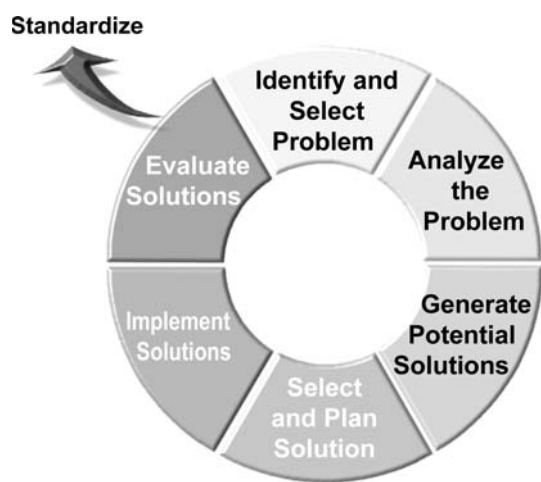 Standardize
Identify and
Select
Problem
Analyze
the
Problem
Generate
Potential
Solutions
Select
and Plan
Solution
Implement
Solutions
Evaluate
Solutions